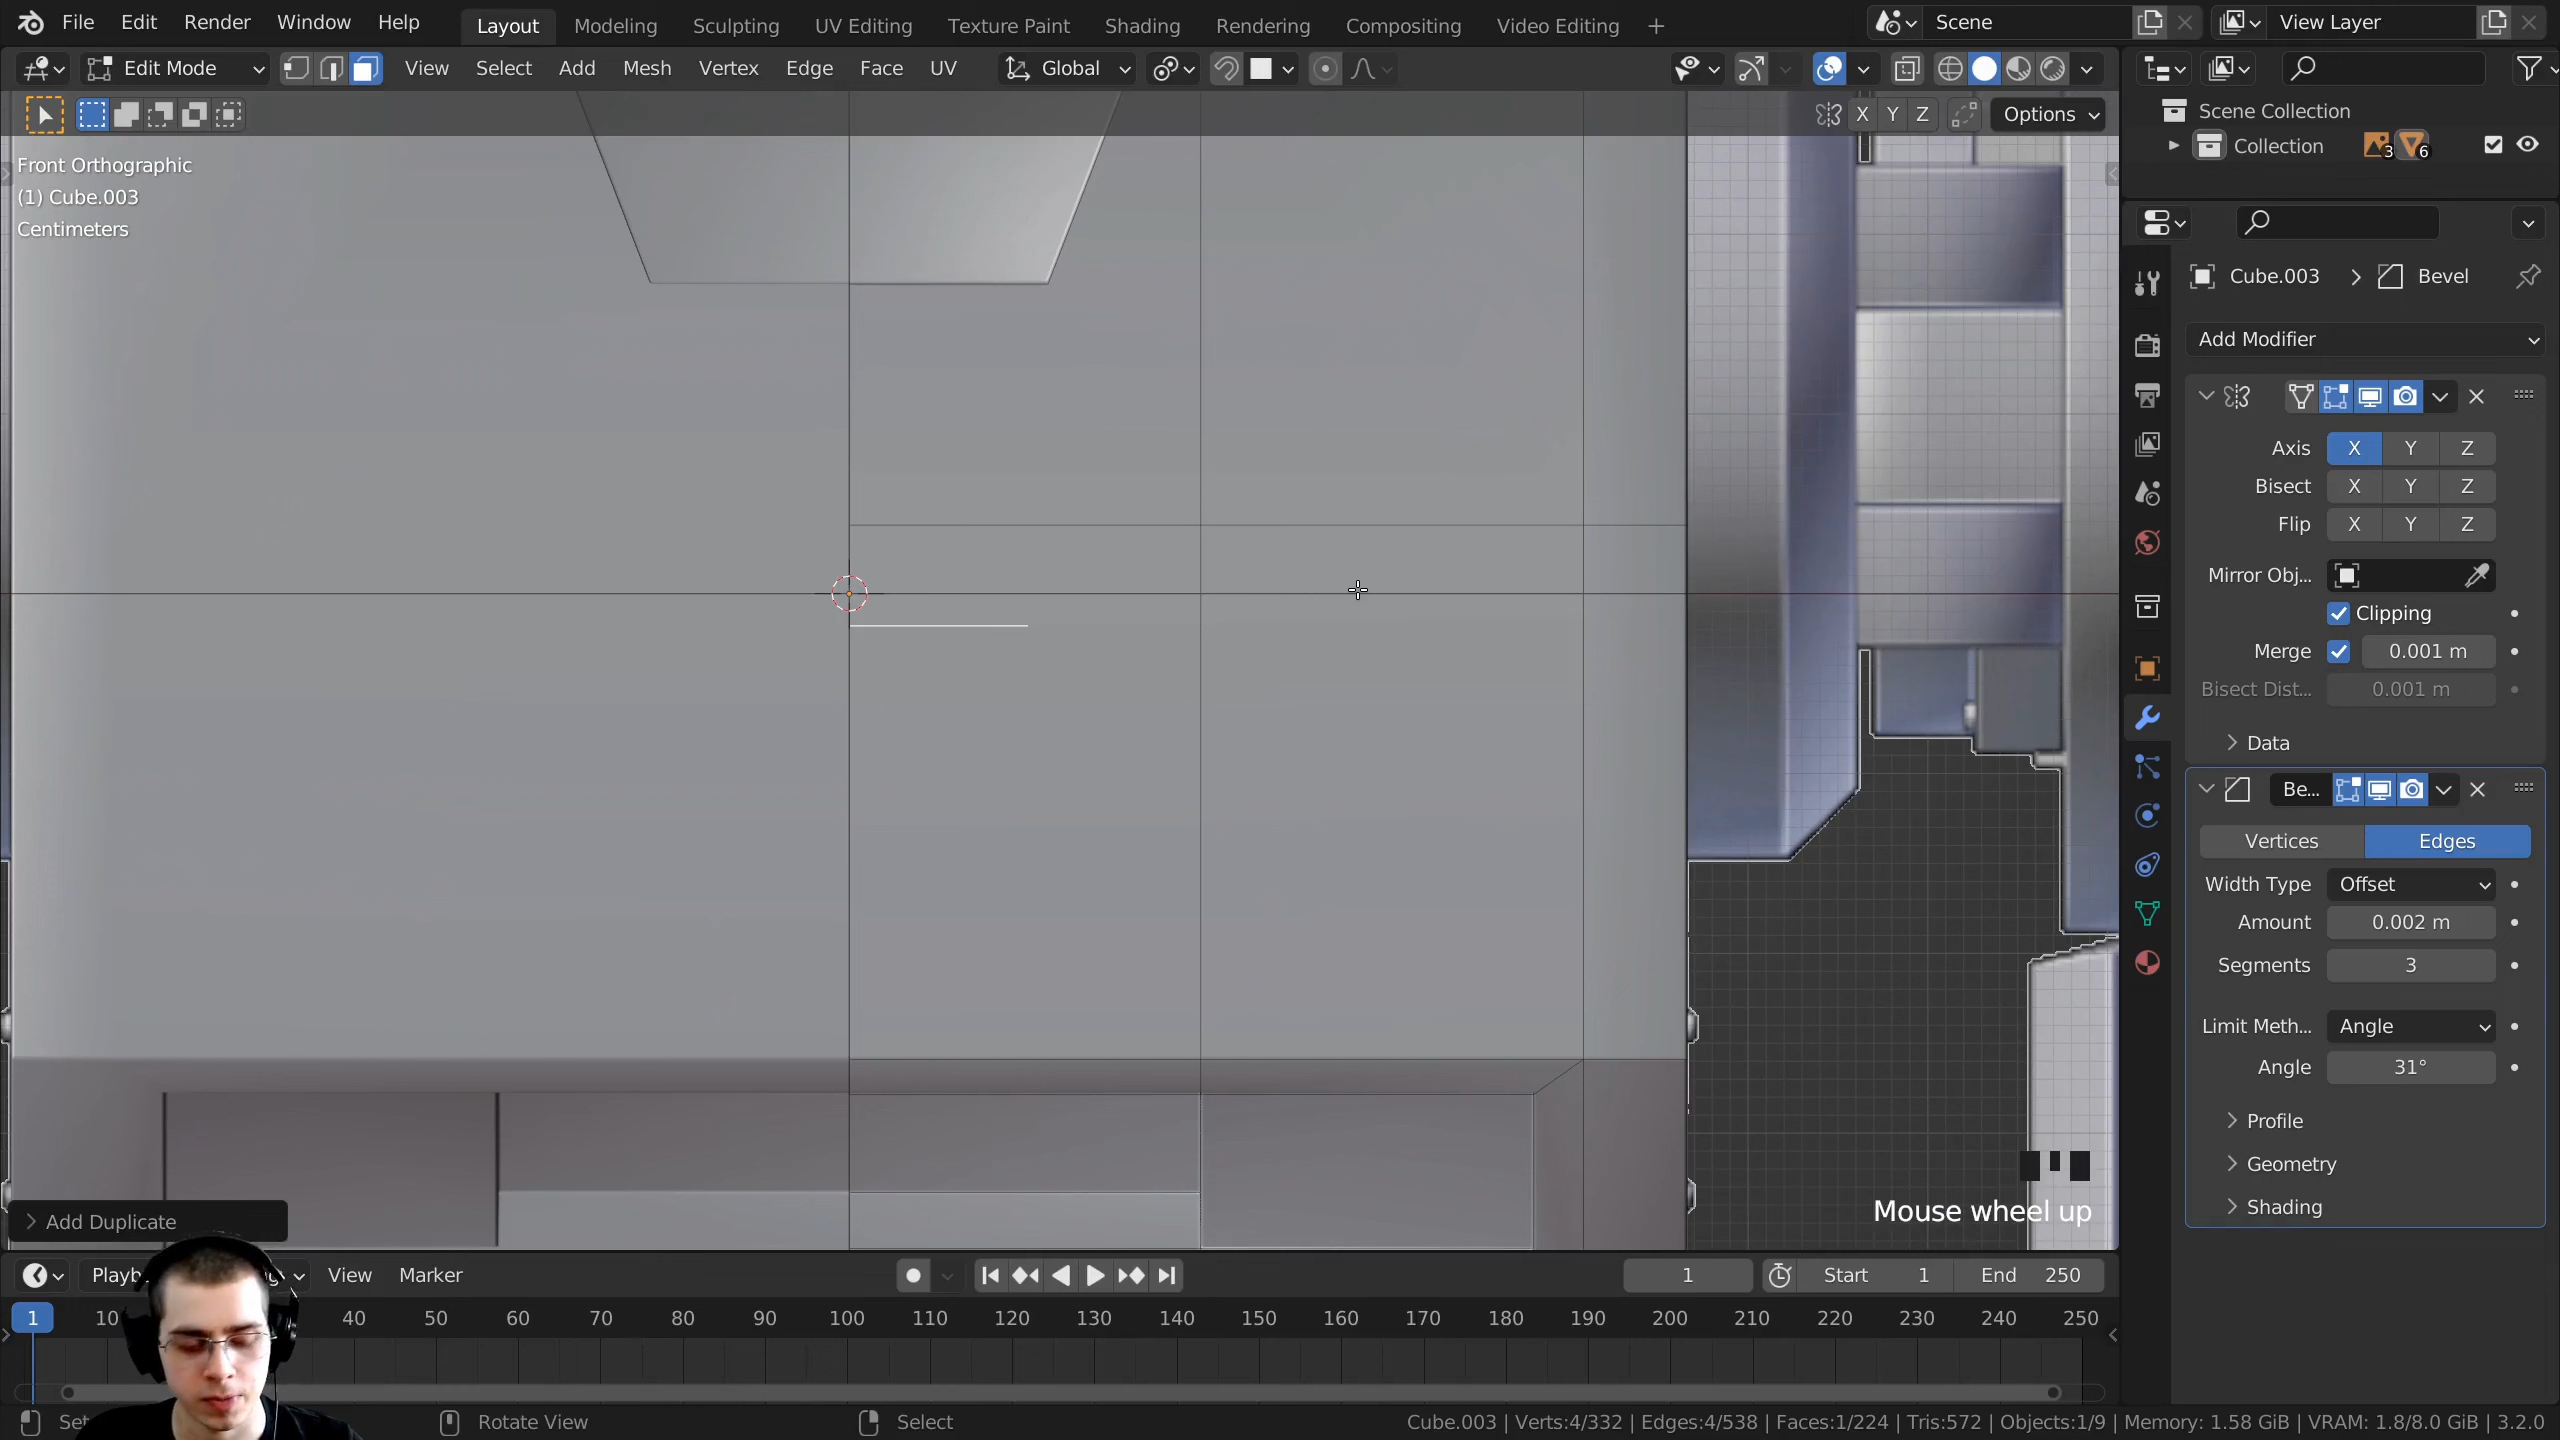 File Edit Render Window Help Layout Modeling Sculpting UV Editing Texture Paint Shading Rendering Compositing Video Editing + Scene View Layer
Edit Mode View Select Add Mesh Vertex Edge Face UV Global
X Y Z Options
Front Orthographic
(1) Cube.003
Centimeters
Scene Collection
Collection 3 6
Cube.003 > Bevel
Add Modifier
Axis X Y Z
Bisect X Y Z
Flip X Y Z
Mirror Obj...
Clipping
Merge 0.001 m
Bisect Dist... 0.001 m
Data
Be...
Vertices Edges
Width Type Offset
Amount 0.002 m
Segments 3
Limit Meth... Angle
Angle 31°
Profile
Geometry
Shading
Mouse wheel up
Add Duplicate
View Marker 1 Start 1 End 250
1 10 40 50 60 70 80 90 100 110 120 130 140 150 160 170 180 190 200 210 220 230 240 250
Rotate View Select Cube.003 | Verts:4/332 | Edges:4/538 | Faces:1/224 | Tris:572 | Objects:1/9 | Memory: 1.58 GiB | VRAM: 1.8/8.0 GiB | 3.2.0